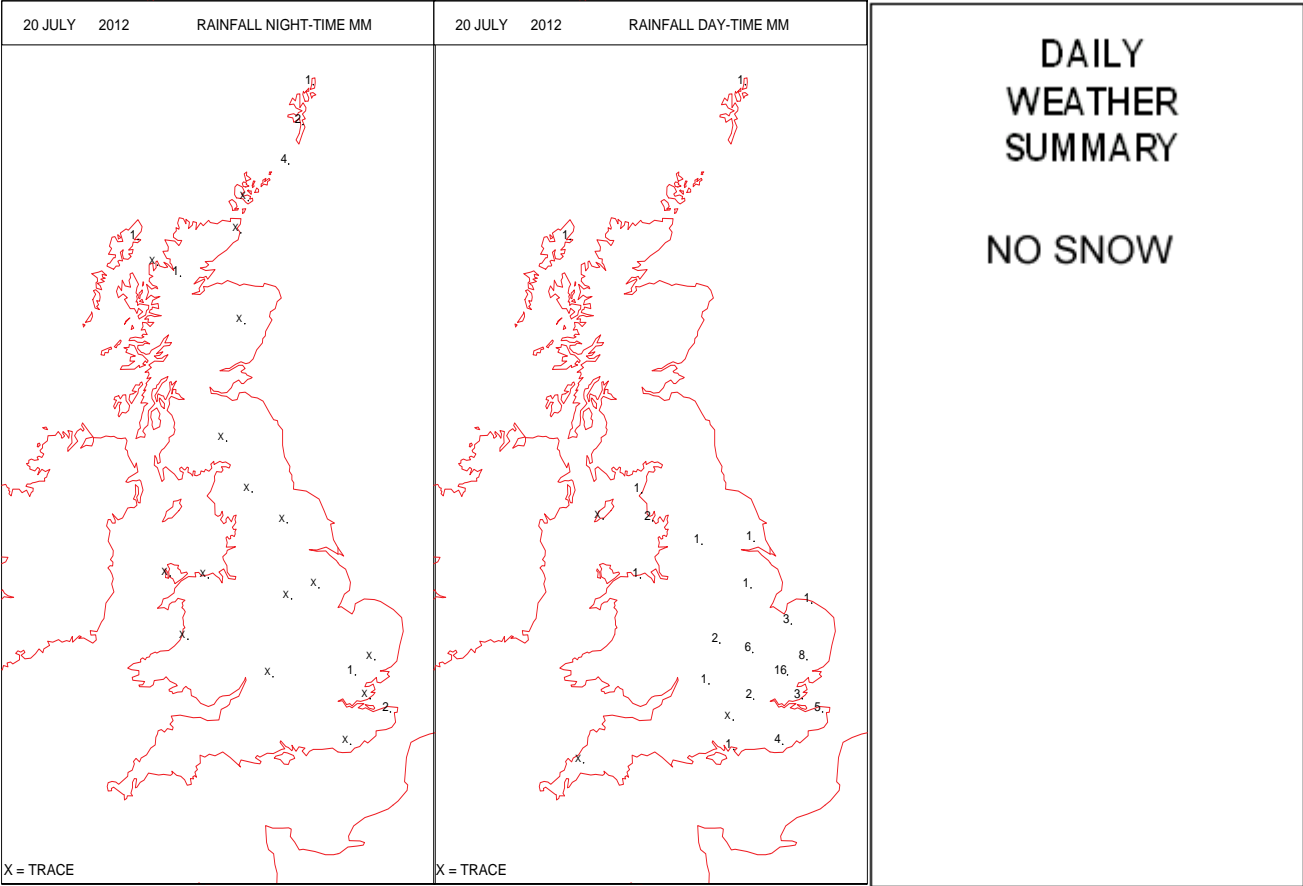 20 JULY 2012 RAINFALL NIGHT-TIME MM
1.
2.
4.
X.
X.
1.
X.
1.
X.
X.
X.
X.
X.
X.
X.
X.
X.
X.
1.
X.
X.
2.
X.
X = TRACE
20 JULY 2012 RAINFALL DAY-TIME MM
1.
1.
1.
X.
2.
1.
1.
1.
1.
1.
3.
2.
6.
8.
16.
1.
2.
3.
5.
X.
1.
4.
X.
X = TRACE
DAILY
WEATHER
SUMMARY
NO SNOW